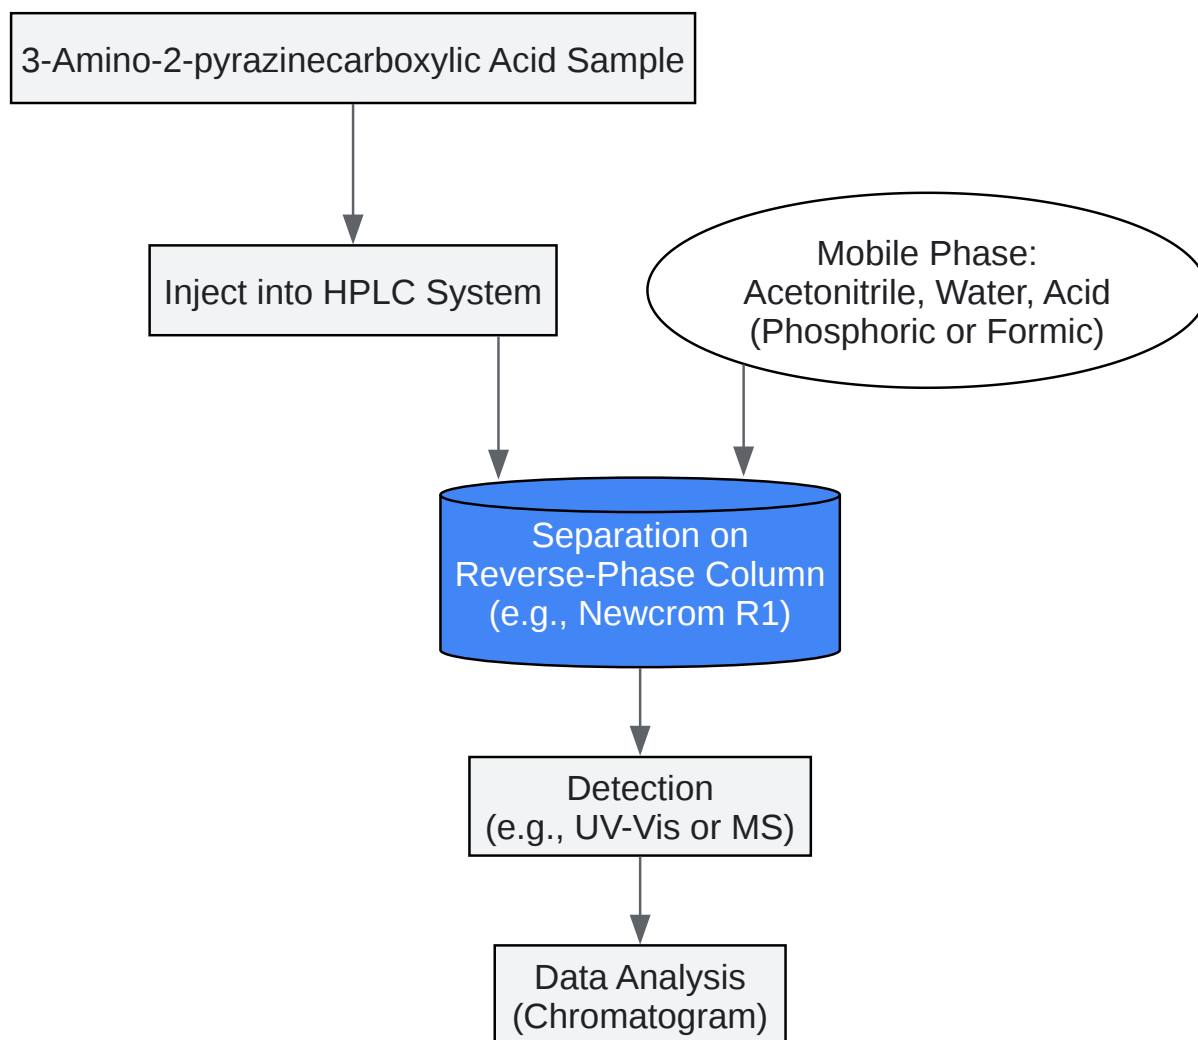 3-Amino-2-pyrazinecarboxylic Acid Sample
Inject into HPLC System
Mobile Phase:
Acetonitrile, Water, Acid
(Phosphoric or Formic)
Separation on
Reverse-Phase Column
(e.g., Newcrom R1)
Detection
(e.g., UV-Vis or MS)
Data Analysis
(Chromatogram)